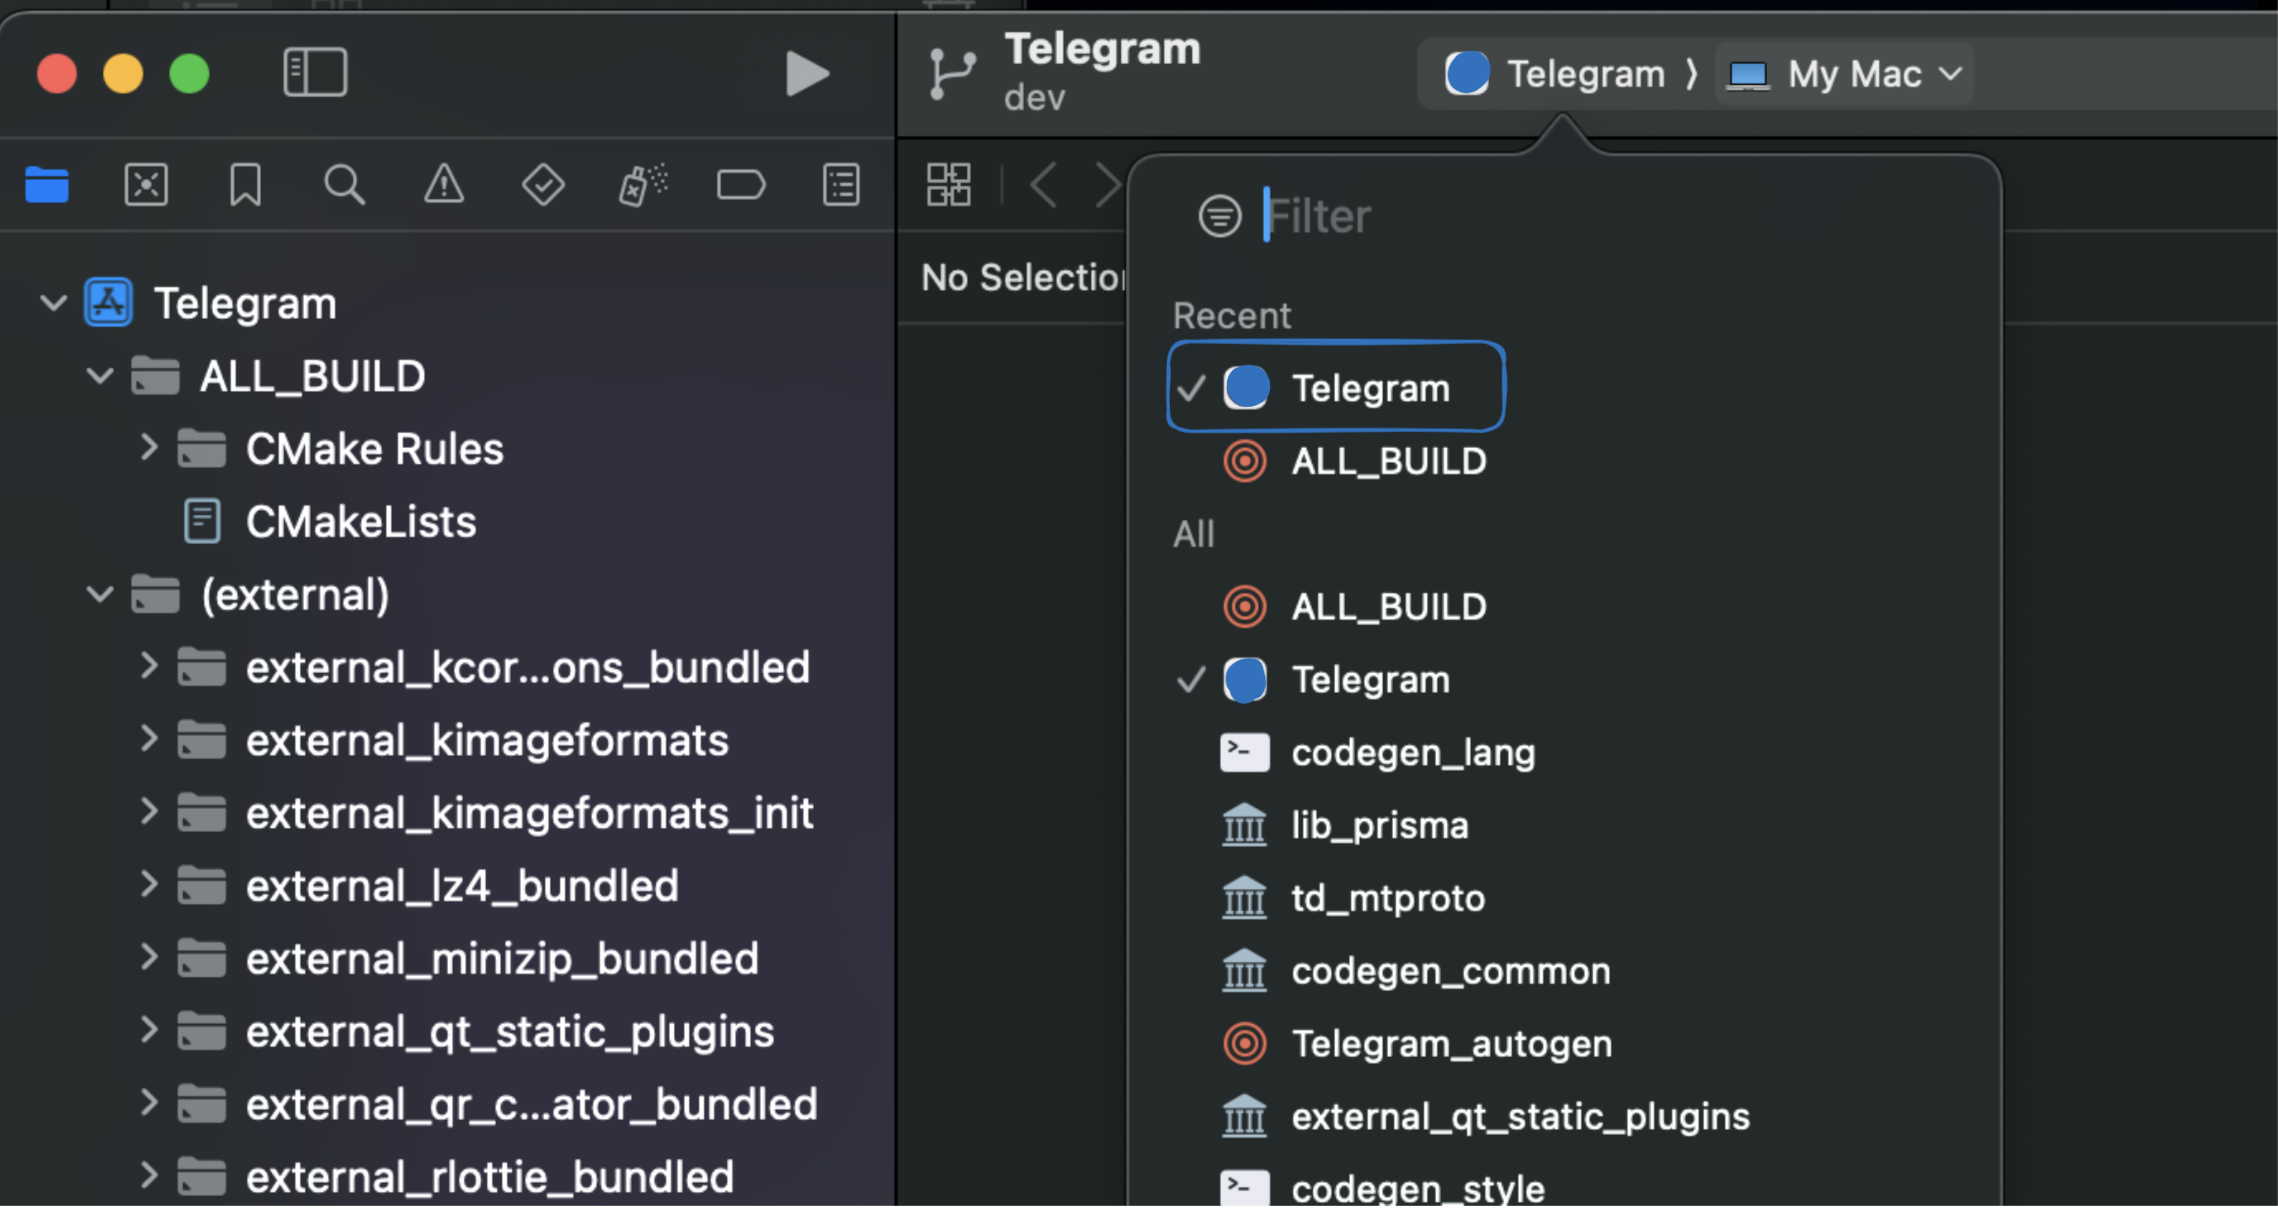 Telegram
dev
Telegram ⟩ My Mac
Telegram
ALL_BUILD
CMake Rules
CMakeLists
(external)
external_kcor...ons_bundled
external_kimageformats
external_kimageformats_init
external_lz4_bundled
external_minizip_bundled
external_qt_static_plugins
external_qr_c...ator_bundled
external_rlottie_bundled
No Selection
Filter
Recent
Telegram
ALL_BUILD
All
ALL_BUILD
Telegram
codegen_lang
lib_prisma
td_mtproto
codegen_common
Telegram_autogen
external_qt_static_plugins
codegen_style